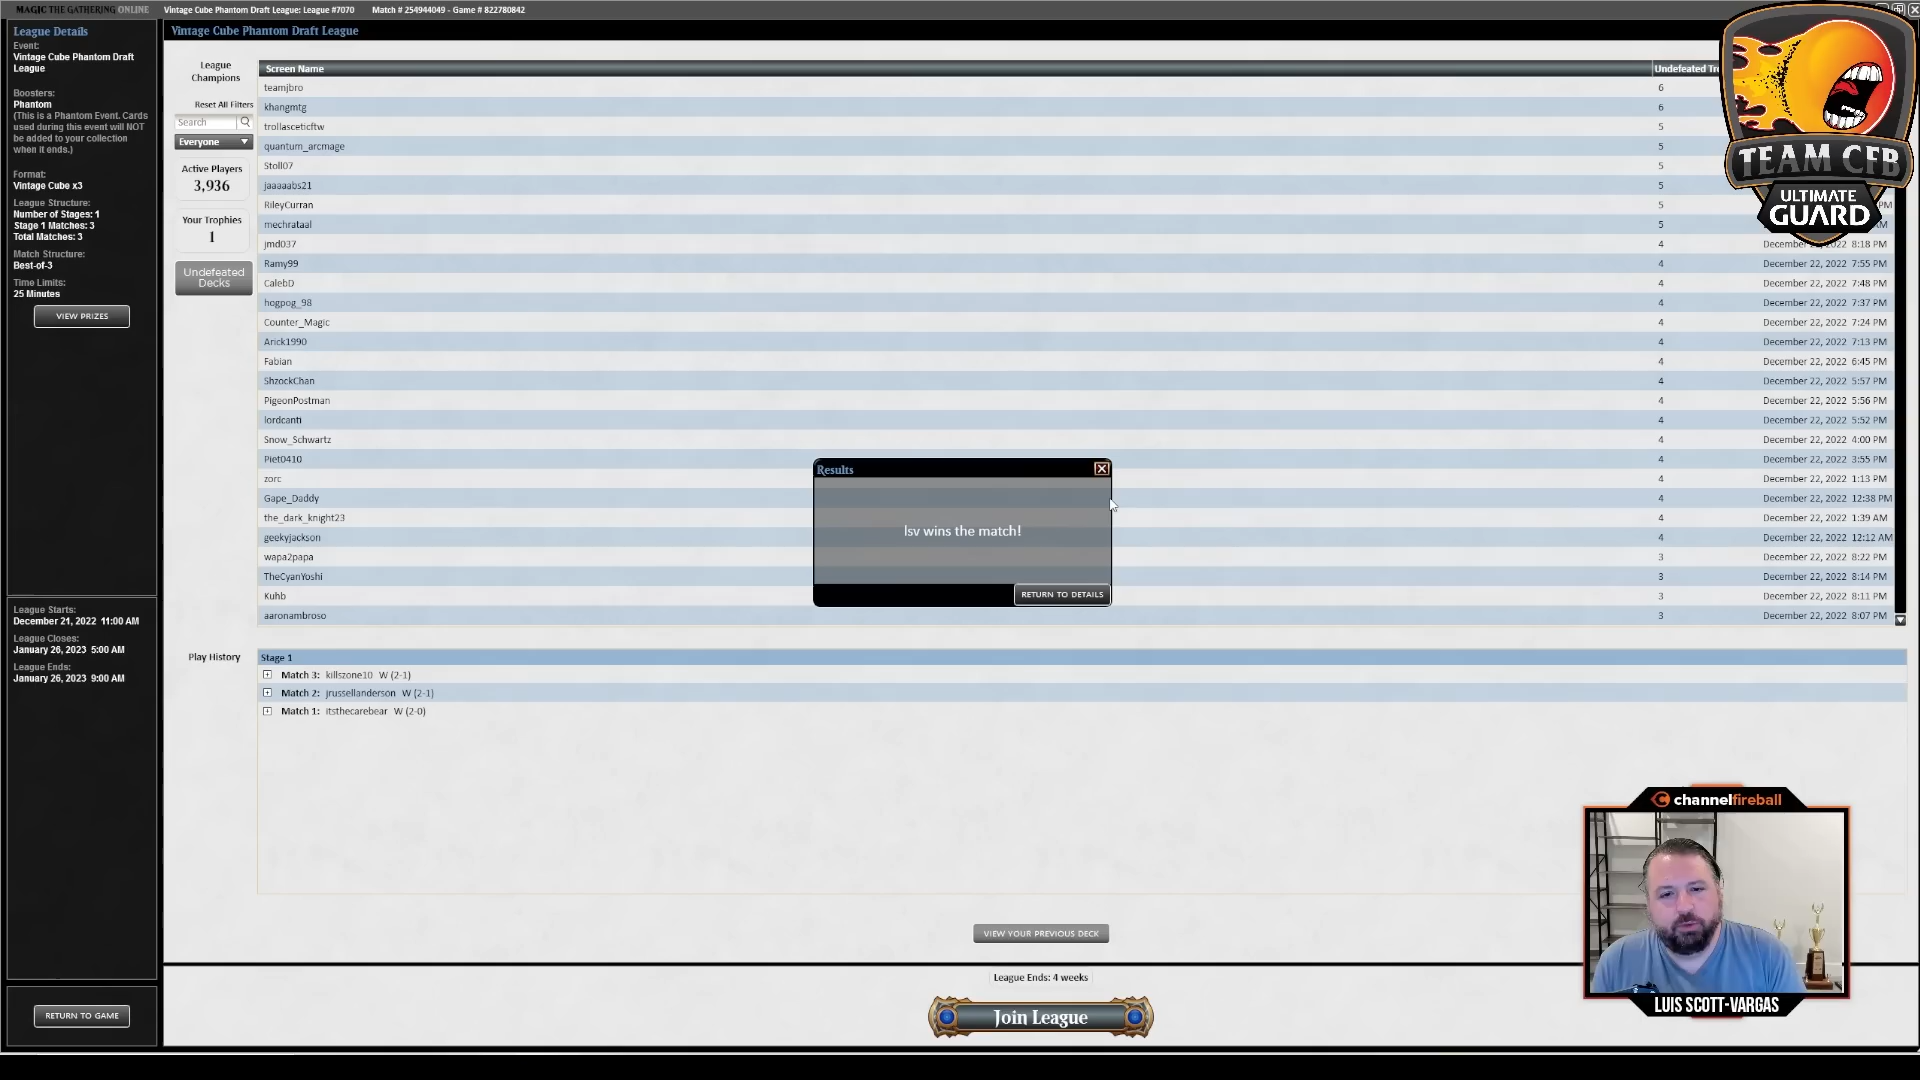 MAGIC THE GATHERING ONLINE
Vintage Cube Phantom Draft League: League #7070
Match # 254944049 - Game # 822780842
League Details
Event:
Vintage Cube Phantom Draft
League
Boosters:
Phantom
(This is a Phantom Event. Cards
used during this event will NOT
be added to your collection
when it ends.)
Format:
Vintage Cube x3
League Structure:
Number of Stages: 1
Stage 1 Matches: 3
Total Matches: 3
Match Structure:
Best-of-3
Time Limits:
25 Minutes
VIEW PRIZES
League Starts:
December 21, 2022 11:00 AM
League Closes:
January 26, 2023 5:00 AM
League Ends:
January 26, 2023 9:00 AM
RETURN TO GAME
Vintage Cube Phantom Draft League
League
Champions
Reset All Filters
Search
Everyone
Active Players
3,936
Your Trophies
1
Undefeated
Decks
Screen Name
Undefeated
teamjbro 6
khangmtg 6
trollasceticftw 5
quantum_arcmage 5
Stoll07 5
jaaaaabs21 5
RileyCurran 5 PM
mechrataal 5
jmd037 4 December 22, 2022 8:18 PM
Ramy99 4 December 22, 2022 7:55 PM
CalebD 4 December 22, 2022 7:48 PM
hogpog_98 4 December 22, 2022 7:37 PM
Counter_Magic 4 December 22, 2022 7:24 PM
Arick1990 4 December 22, 2022 7:13 PM
Fabian 4 December 22, 2022 6:45 PM
ShzockChan 4 December 22, 2022 5:57 PM
PigeonPostman 4 December 22, 2022 5:56 PM
lordcanti 4 December 22, 2022 5:52 PM
Snow_Schwartz 4 December 22, 2022 4:00 PM
Piet0410 4 December 22, 2022 3:55 PM
zorc 4 December 22, 2022 1:13 PM
Gape_Daddy 4 December 22, 2022 12:38 PM
the_dark_knight23 4 December 22, 2022 1:39 AM
geekyjackson 4 December 22, 2022 12:12 AM
wapa2papa 3 December 22, 2022 8:22 PM
TheCyanYoshi 3 December 22, 2022 8:14 PM
Kuhb 3 December 22, 2022 8:11 PM
aaronambroso 3 December 22, 2022 8:07 PM
Results
lsv wins the match!
RETURN TO DETAILS
Play History
Stage 1
Match 3: killszone10 W (2-1)
Match 2: jrussellanderson W (2-1)
Match 1: itsthecarebear W (2-0)
VIEW YOUR PREVIOUS DECK
League Ends: 4 weeks
Join League
TEAM CFB
ULTIMATE
GUARD
channelfireball
LUIS SCOTT-VARGAS